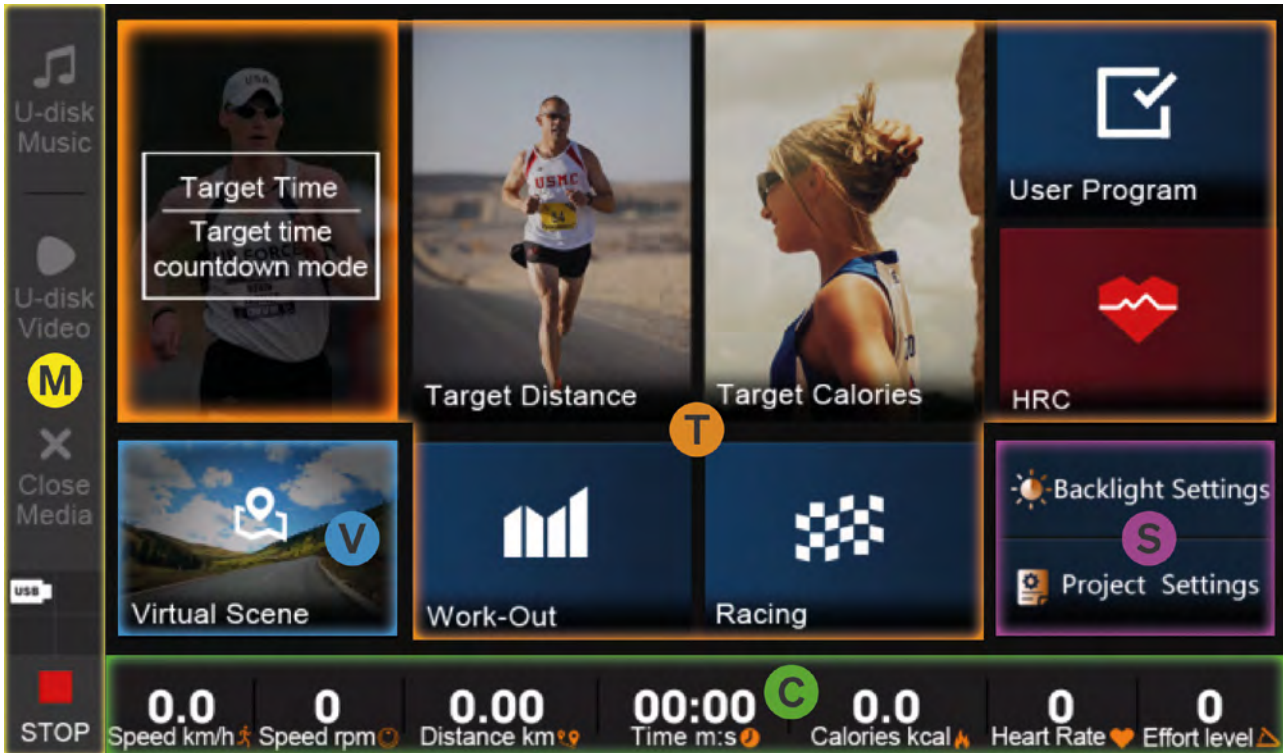 U-disk
Music
U-disk
Video
M
Close
Media
USB
STOP
USA
Target Time
Target time
countdown mode
USMC
Target Distance
Target Calories
User Program
HRC
T
V
Virtual Scene
Work-Out
Racing
Backlight Settings
S
Project Settings
C
0.0
Speed km/h
0
Speed rpm
0.00
Distance km
00:00
Time m:s
0.0
Calories kcal
0
Heart Rate
0
Effort level